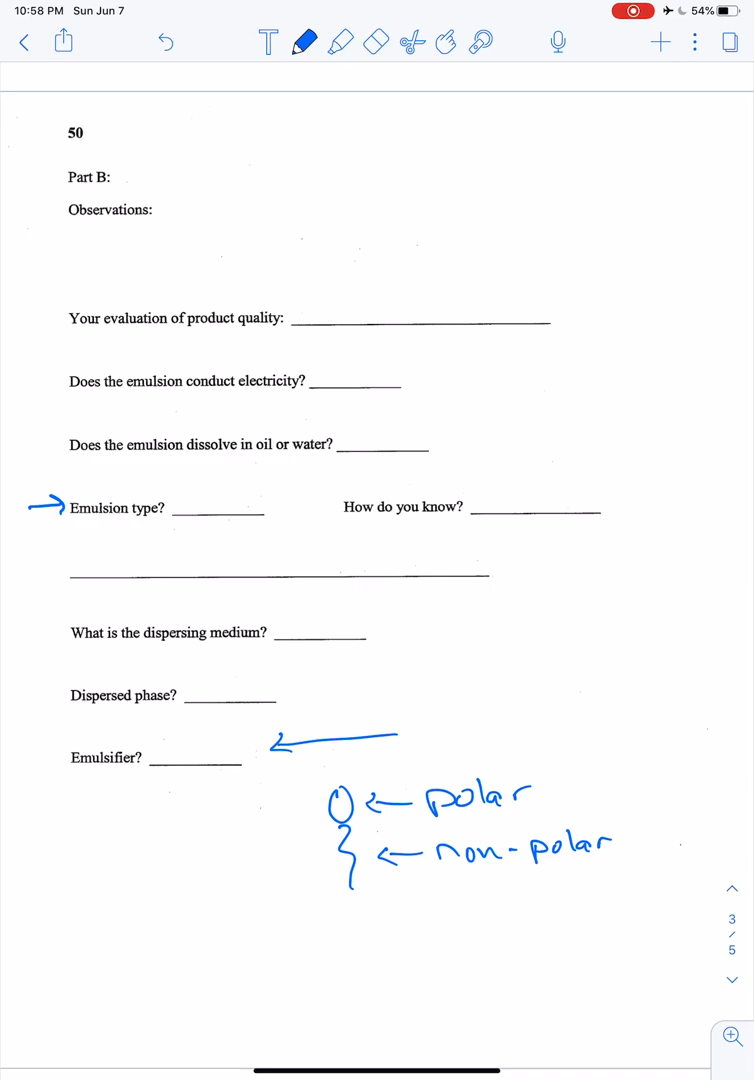 10:58 PM Sun Jun 7 54%
50
Part B:
Observations:
Your evaluation of product quality:
Does the emulsion conduct electricity?
Does the emulsion dissolve in oil or water?
Emulsion type? How do you know?
What is the dispersing medium?
Dispersed phase?
Emulsifier?
polar
non-polar
3
/
5